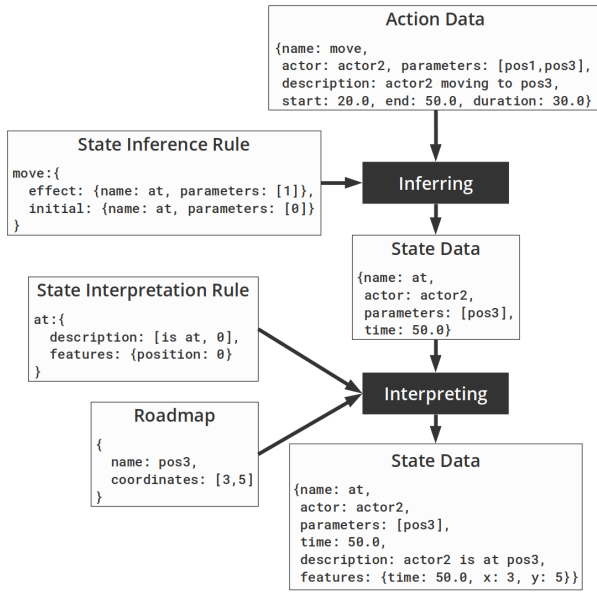 Action Data
{name: move,
actor: actor2, parameters: [pos1,pos3],
description: actor2 moving to pos3,
start: 20.0, end: 50.0, duration: 30.0}
State Inference Rule
move:{
effect: {name: at, parameters: [1]},
initial: {name: at, parameters: [0]}
}
Inferring
State Data
{name: at,
actor: actor2,
parameters: [pos3],
time: 50.0}
State Interpretation Rule
at:{
description: [is at, 0],
features: {position: 0}
}
Interpreting
Roadmap
{
name: pos3,
coordinates: [3,5]
}
State Data
{name: at,
actor: actor2,
parameters: [pos3],
time: 50.0,
description: actor2 is at pos3,
features: {time: 50.0, x: 3, y: 5}}